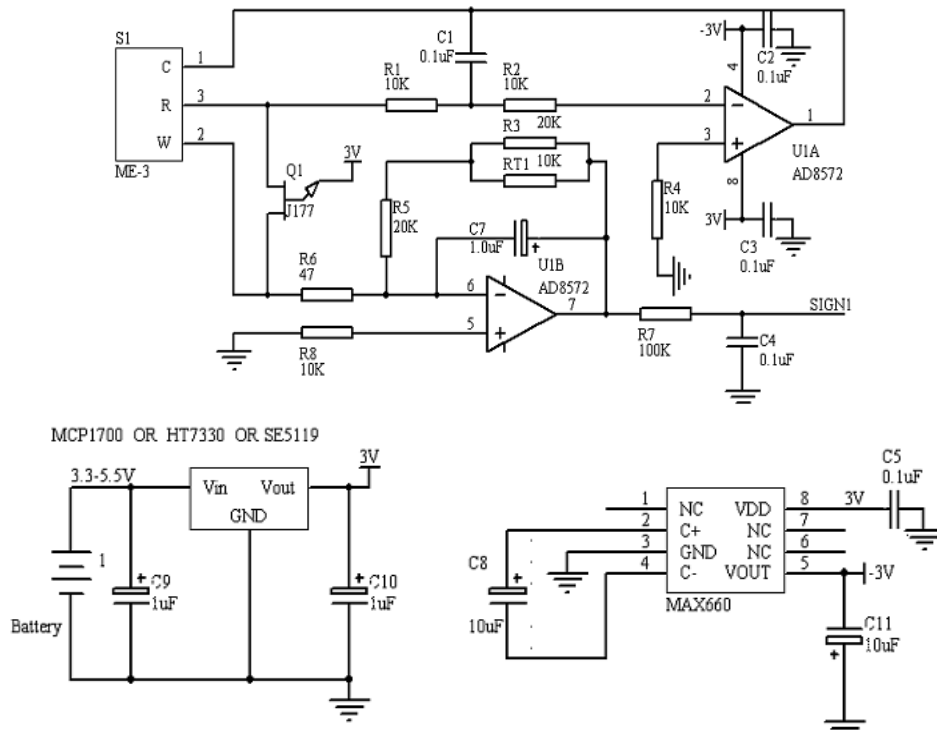 S1
C 1
R 3
W 2
ME-3
C1
0.1uF
R1
10K
R2
10K
20K
R3
10K
RT1
-3V
4
C2
0.1uF
2
3
1
U1A
AD8572
8
3V
C3
0.1uF
R4
10K
Q1
J177
3V
R5
20K
C7
1.0uF
U1B
AD8572
R6
47
6
5
7
R8
10K
R7
100K
SIGN1
C4
0.1uF
MCP1700 OR HT7330 OR SE5119
3.3-5.5V
Vin Vout
GND
3V
1
Battery
C9
1uF
C10
1uF
1 NC VDD 8 3V
2 C+ NC 7
3 GND NC 6
4 C- VOUT 5 -3V
MAX660
C5
0.1uF
C8
10uF
C11
10uF